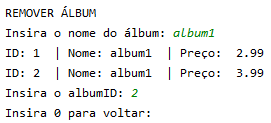 REMOVER ÁLBUM
Insira o nome do álbum: album1
ID: 1 | Nome: album1 | Preço: 2.99
ID: 2 | Nome: album1 | Preço: 3.99
Insira o albumID: 2
Insira 0 para voltar: